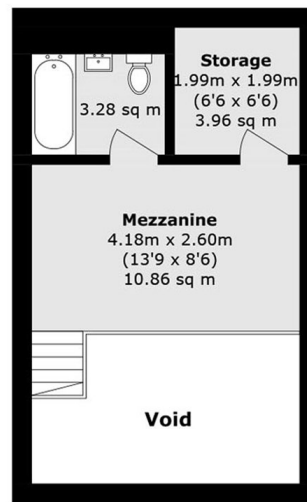 Storage
1.99m x 1.99m
(6'6 x 6'6)
3.96 sq m
3.28 sq m
Mezzanine
4.18m x 2.60m
(13'9 x 8'6)
10.86 sq m
Void